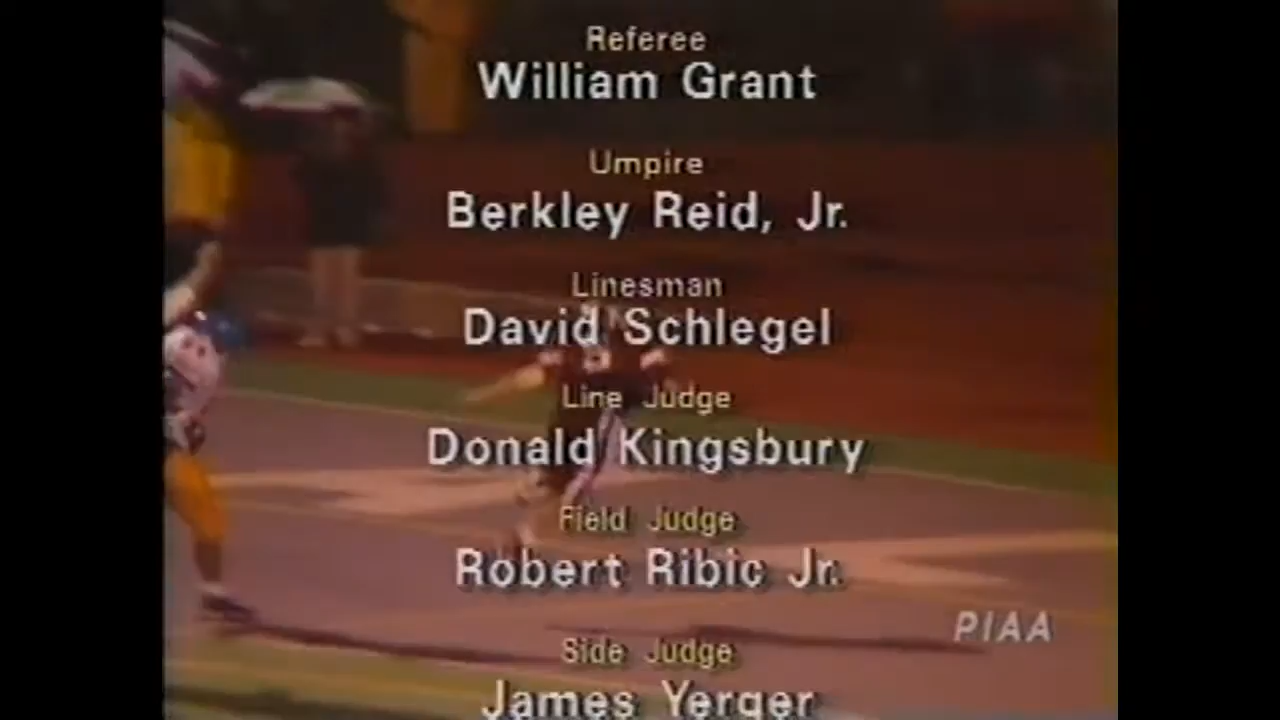 Referee
William Grant
Umpire
Berkley Reid, Jr.
Linesman
David Schlegel
Line Judge
Donald Kingsbury
Field Judge
Robert Ribic Jr.
PIAA
Side Judge
James Yerger